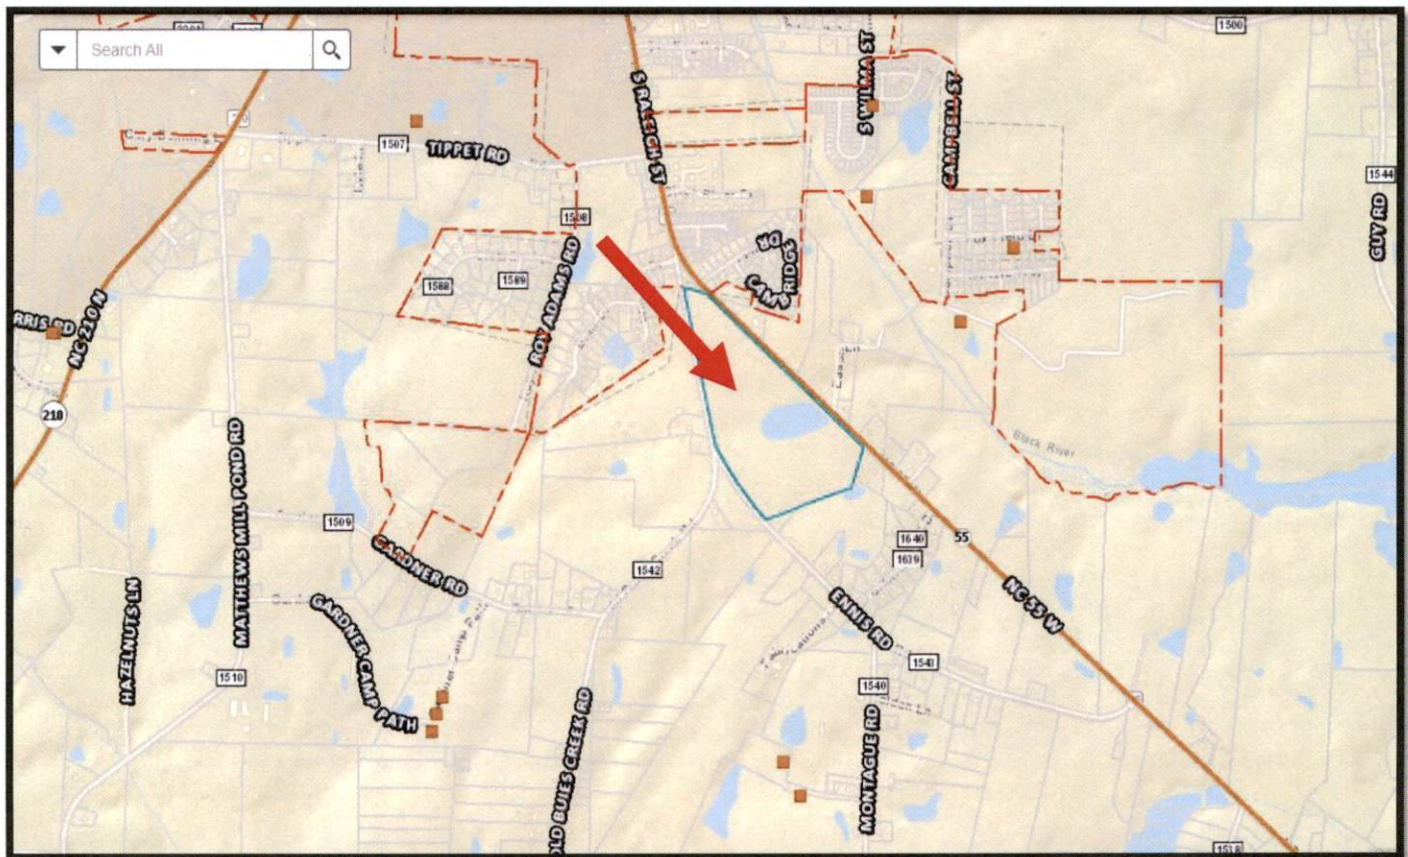 Search All
1500
S WILMA ST
S RALEIGH ST
CAMPBELL ST
1507
TIPPET RD
1544
GUY RD
1508
DR
CAMB
RIDGE
1588
1589
ROY ADAMS RD
RRIS RD
NC 210 N
210
MATTHEWS MILL POND RD
Black River
1509
GARDNER RD
1640
55
1639
1542
NC 55 W
HAZELNUTS LN
GARDNER CAMP PATH
ENNIS RD
1510
1540
OLD BUIES CREEK RD
MONTAGUE RD
1538